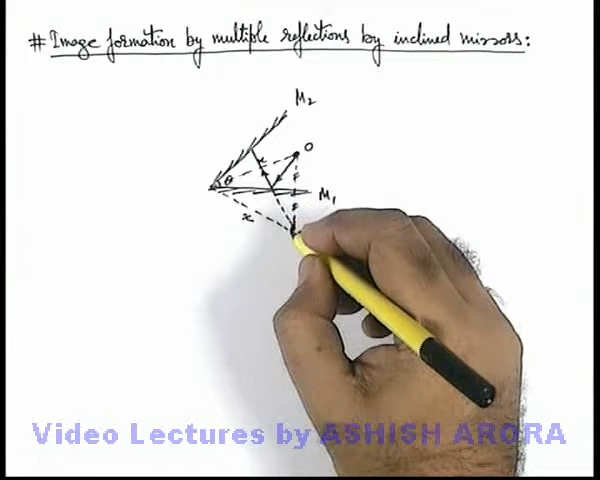 # Image formation by multiple reflections by inclined mirrors:
M2
O
θ
M1
x
Video Lectures by ASHISH ARORA